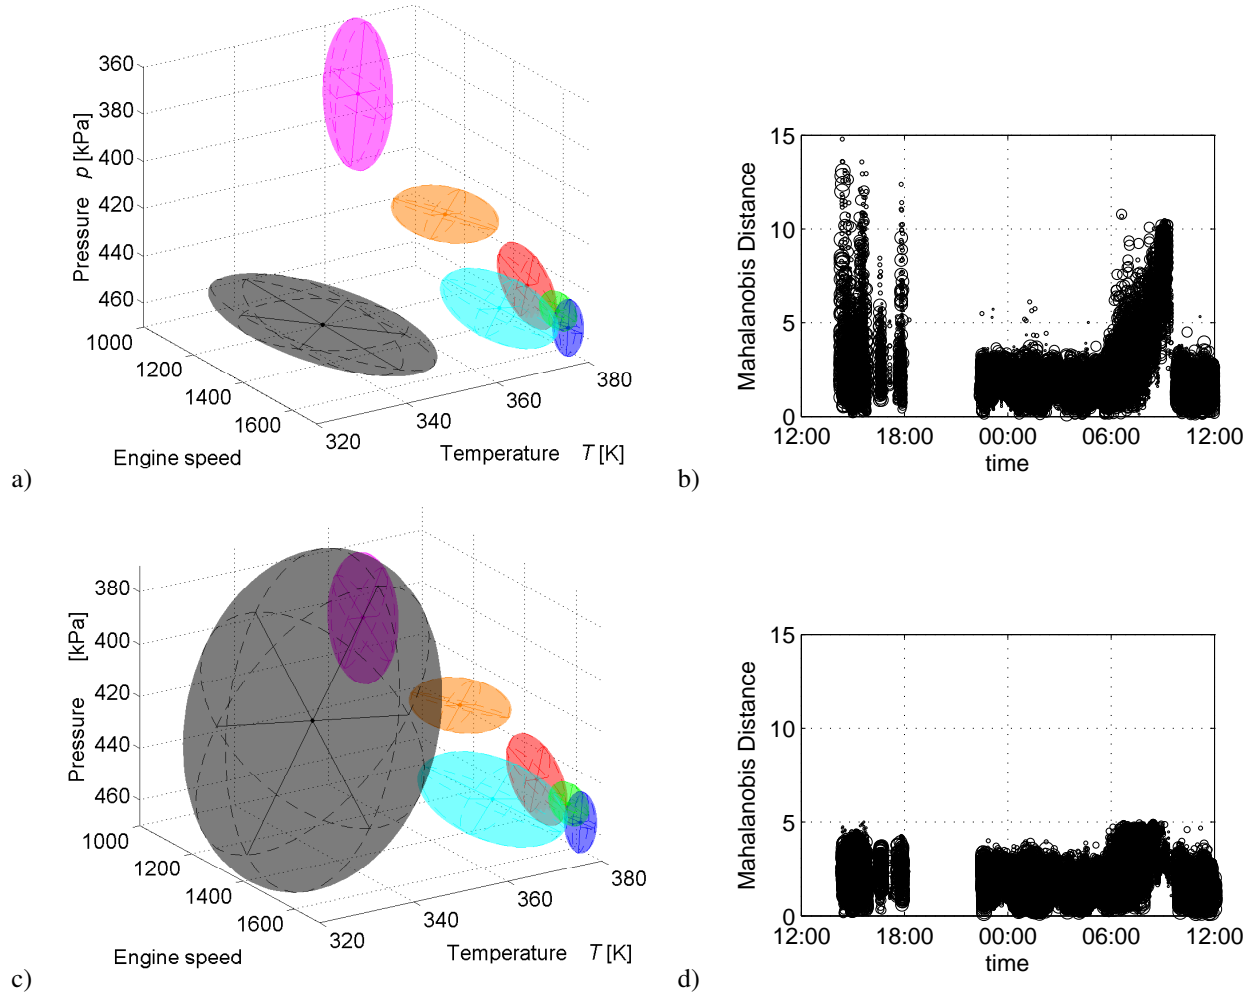 360
380
400
420
440
460
Pressure p [kPa]
1000
1200
1400
1600
320
340
360
380
Engine speed
Temperature T [K]
a)
15
10
5
0
Mahalanobis Distance
12:00 18:00 00:00 06:00 12:00
time
b)
380
400
420
440
460
Pressure [kPa]
1000
1200
1400
1600
320
340
360
380
Engine speed
Temperature T [K]
c)
15
10
5
0
Mahalanobis Distance
12:00 18:00 00:00 06:00 12:00
time
d)